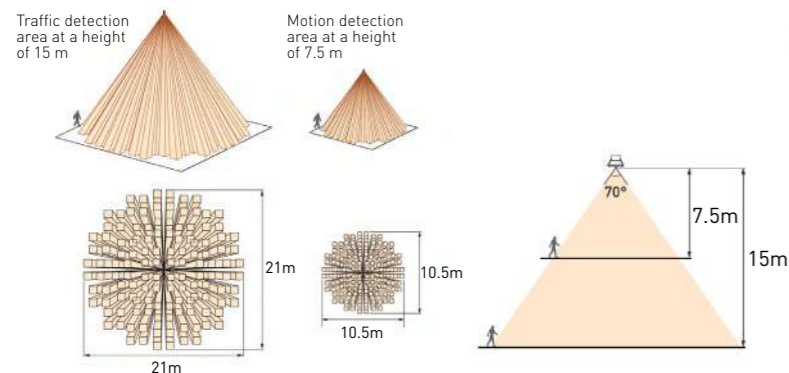 Traffic detection
area at a height
of 15 m
Motion detection
area at a height
of 7.5 m
70°
7.5m
15m
21m
21m
10.5m
10.5m